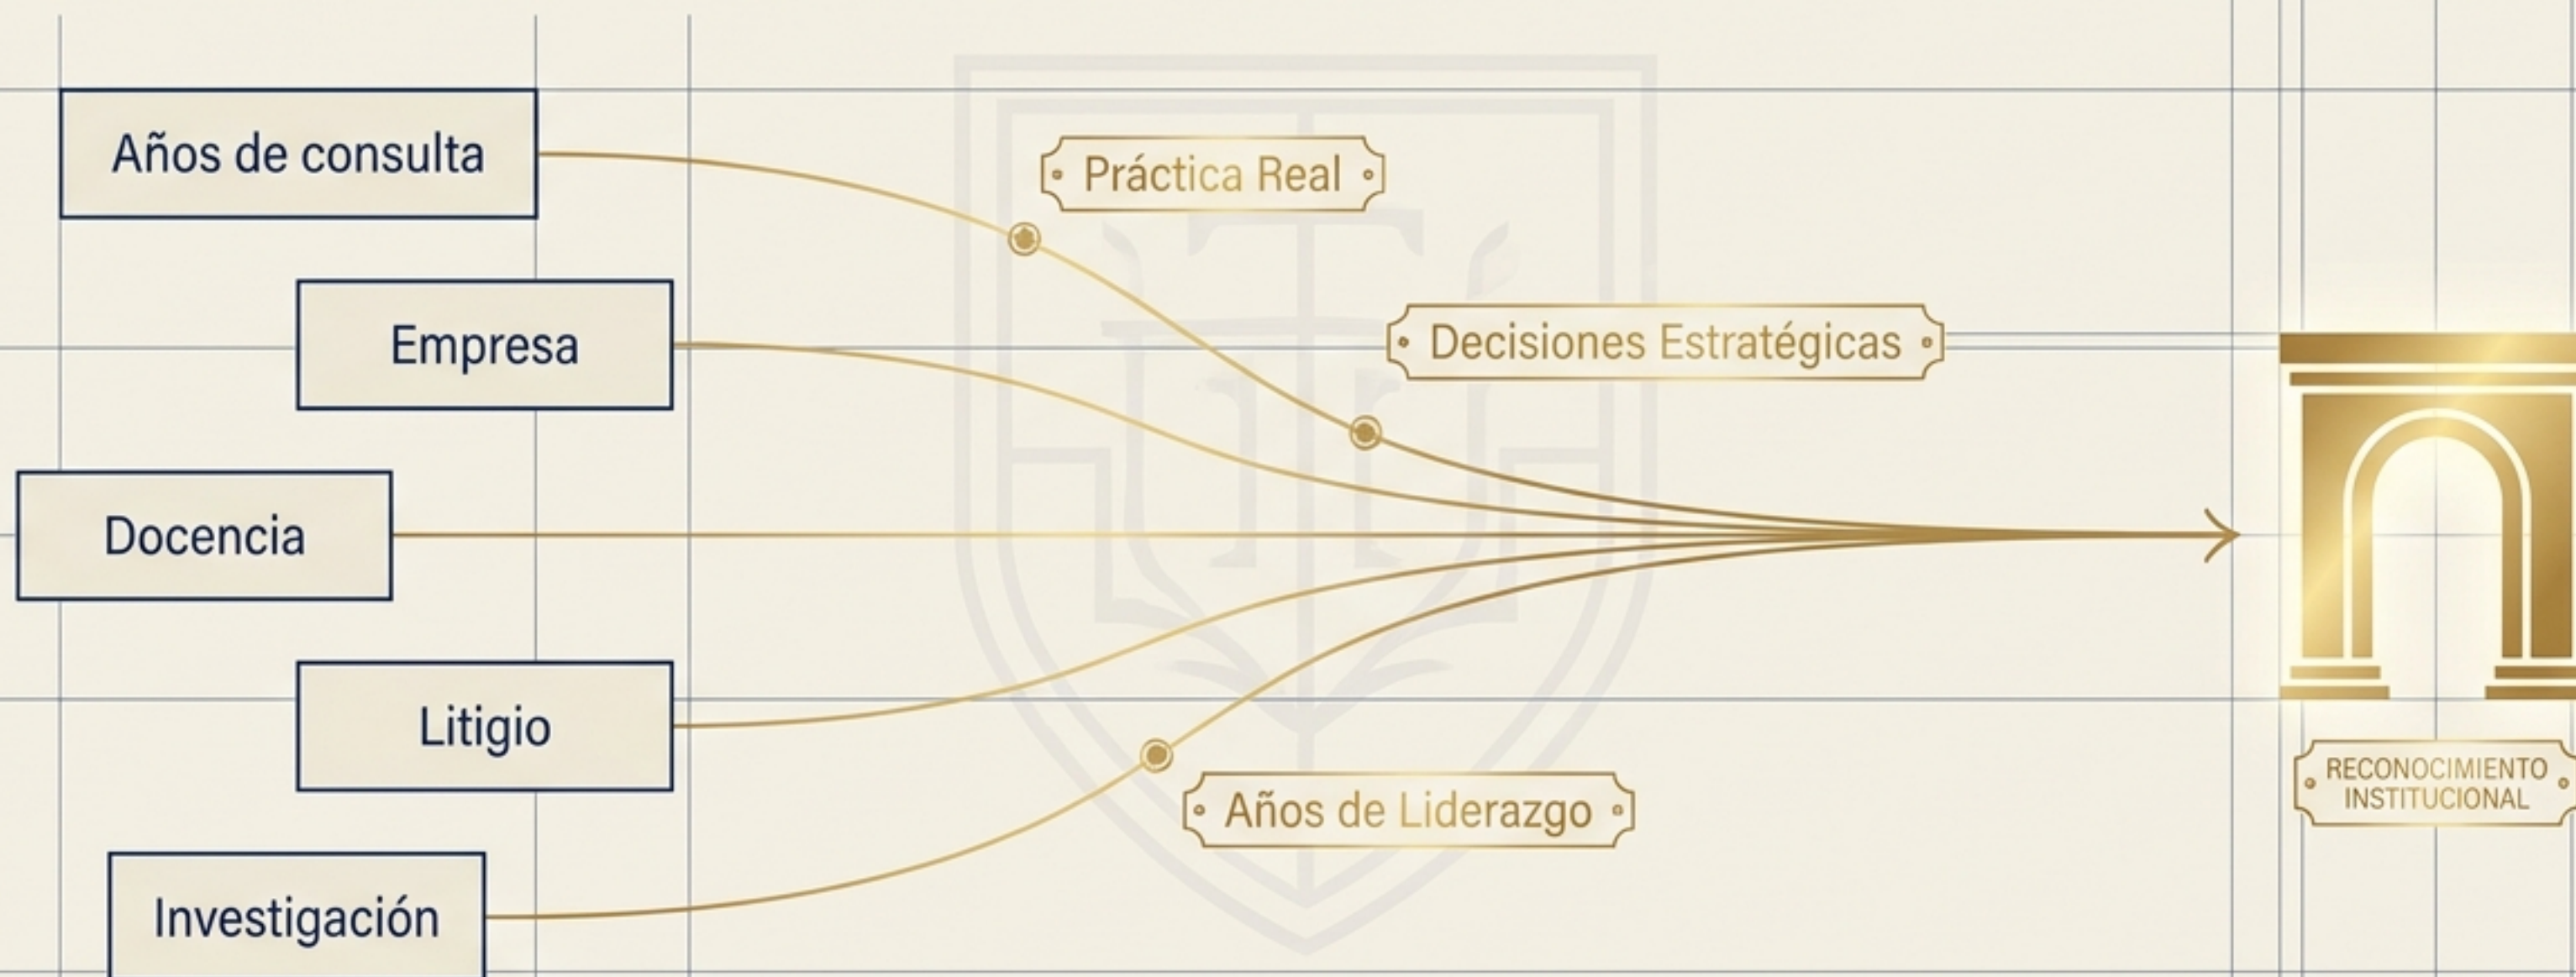 Años de consulta
Práctica Real
Empresa
Decisiones Estratégicas
Docencia
Litigio
RECONOCIMIENTO
INSTITUCIONAL
Años de Liderazgo
Investigación